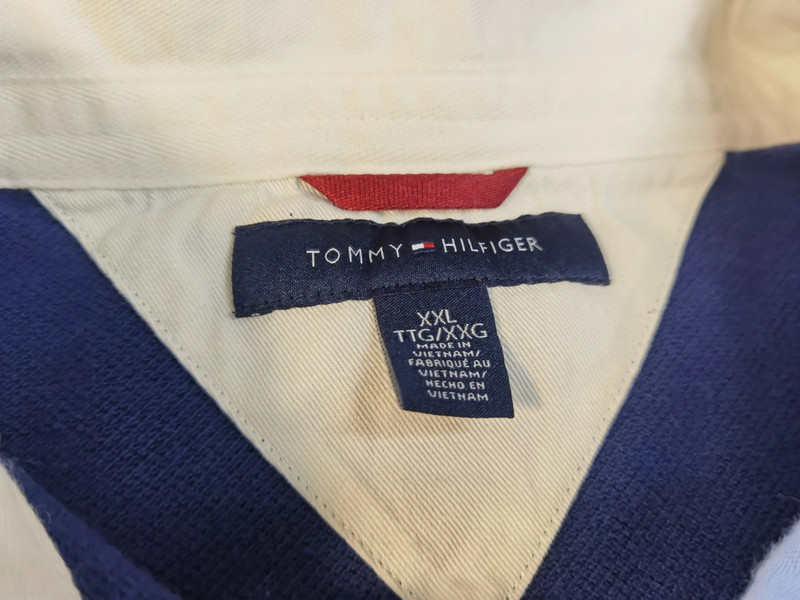 TOMMY HILFIGER
XXL
TTG/XXG
MADE IN
VIETNAM/
FABRIQUÉ AU
VIETNAM/
HECHO EN
VIETNAM